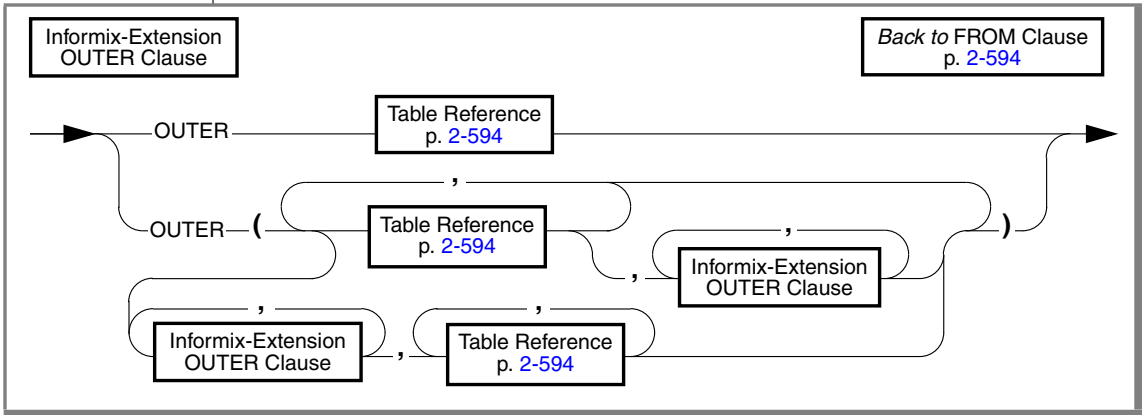 Informix-Extension
OUTER Clause
Back to FROM Clause
p. 2-594
OUTER
Table Reference
p. 2-594
,
OUTER
(
Table Reference
p. 2-594
,
,
Informix-Extension
OUTER Clause
)
,
Informix-Extension
OUTER Clause
,
,
Table Reference
p. 2-594